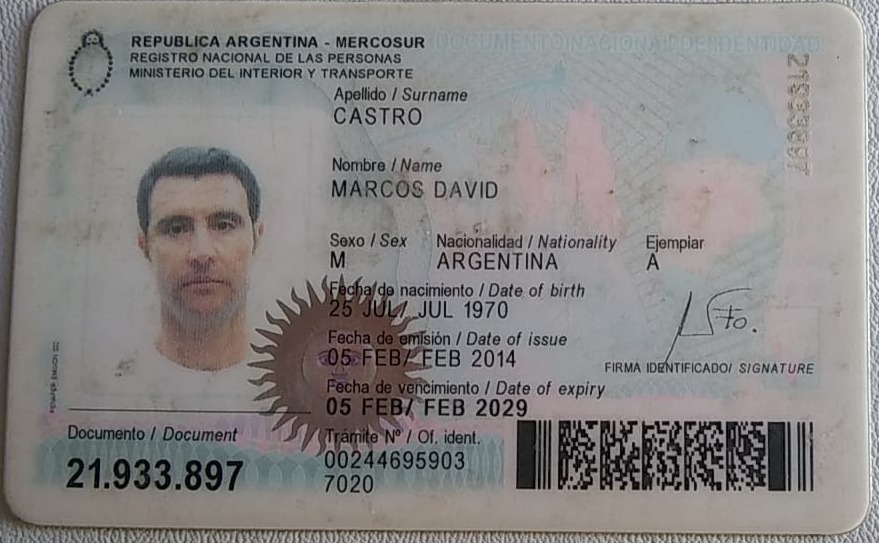 REPUBLICA ARGENTINA - MERCOSUR
REGISTRO NACIONAL DE LAS PERSONAS
MINISTERIO DEL INTERIOR Y TRANSPORTE
DOCUMENTO NACIONAL DE IDENTIDAD
Apellido / Surname
CASTRO
Nombre / Name
MARCOS DAVID
Sexo / Sex Nacionalidad / Nationality Ejemplar
M ARGENTINA A
Fecha de nacimiento / Date of birth
25 JUL/ JUL 1970
Fecha de emisión / Date of issue
05 FEB/ FEB 2014
FIRMA IDENTIFICADO/ SIGNATURE
Fecha de vencimiento / Date of expiry
05 FEB/ FEB 2029
Documento / Document
21.933.897
Trámite Nº / Of. ident.
00244695903
7020
21933897